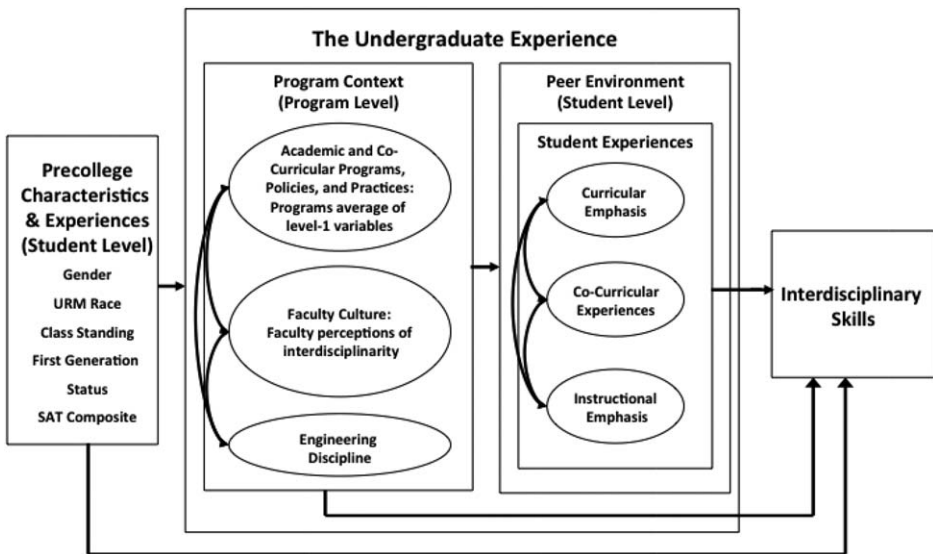 The Undergraduate Experience
Precollege
Characteristics
& Experiences
(Student Level)
Gender
URM Race
Class Standing
First Generation
Status
SAT Composite
Program Context
(Program Level)
Academic and Co-
Curricular Programs,
Policies, and Practices:
Programs average of
level-1 variables
Faculty Culture:
Faculty perceptions of
interdisciplinarity
Engineering
Discipline
Peer Environment
(Student Level)
Student Experiences
Curricular
Emphasis
Co-Curricular
Experiences
Instructional
Emphasis
Interdisciplinary
Skills